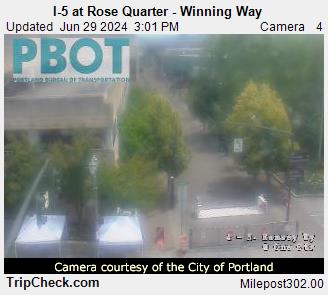 I-5 at Rose Quarter - Winning Way
Updated Jun 29 2024 3:01 PM Camera 4
PBOT
PORTLAND BUREAU OF TRANSPORTATION
Camera courtesy of the City of Portland
TripCheck.com Milepost302.00